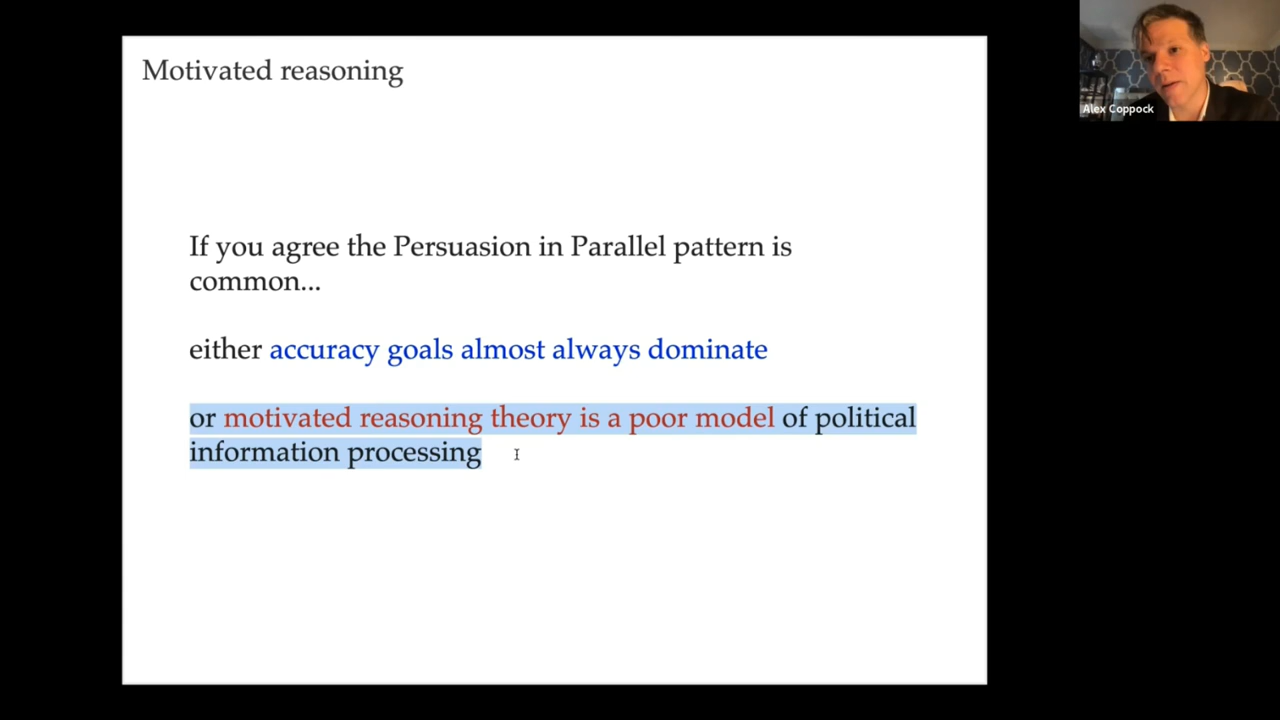 Motivated reasoning
Alex Coppock
If you agree the Persuasion in Parallel pattern is
common...
either accuracy goals almost always dominate
or motivated reasoning theory is a poor model of political
information processing